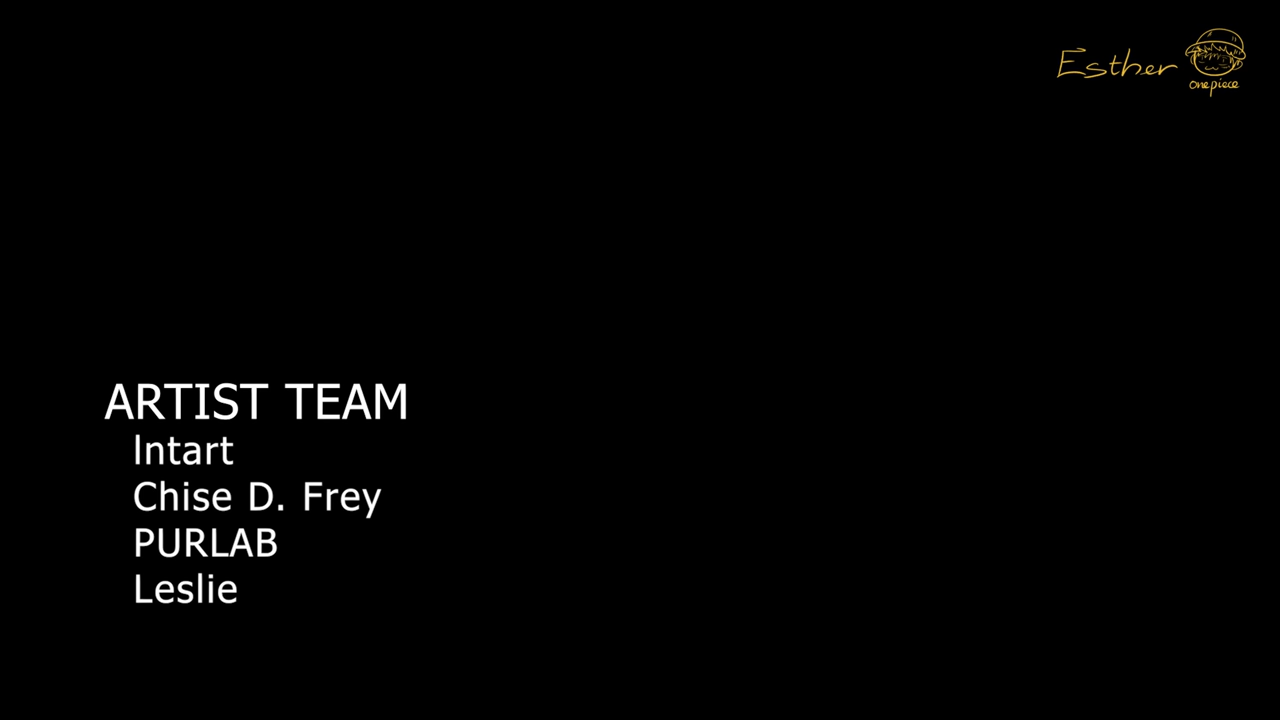 Esther
onepiece
ARTIST TEAM
Intart
Chise D. Frey
PURLAB
Leslie